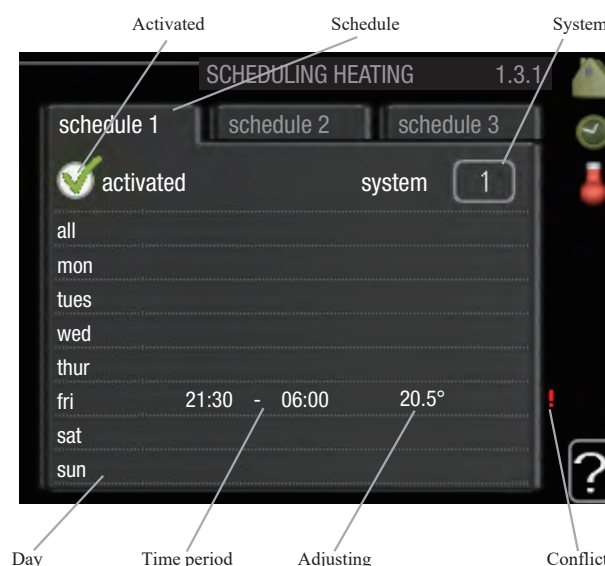 Activated Schedule System
SCHEDULING HEATING 1.3.1
schedule 1 schedule 2 schedule 3
activated system 1
all
mon
tues
wed
thur
fri 21:30 - 06:00 20.5° !
sat
sun
?
Day Time period Adjusting Conflict